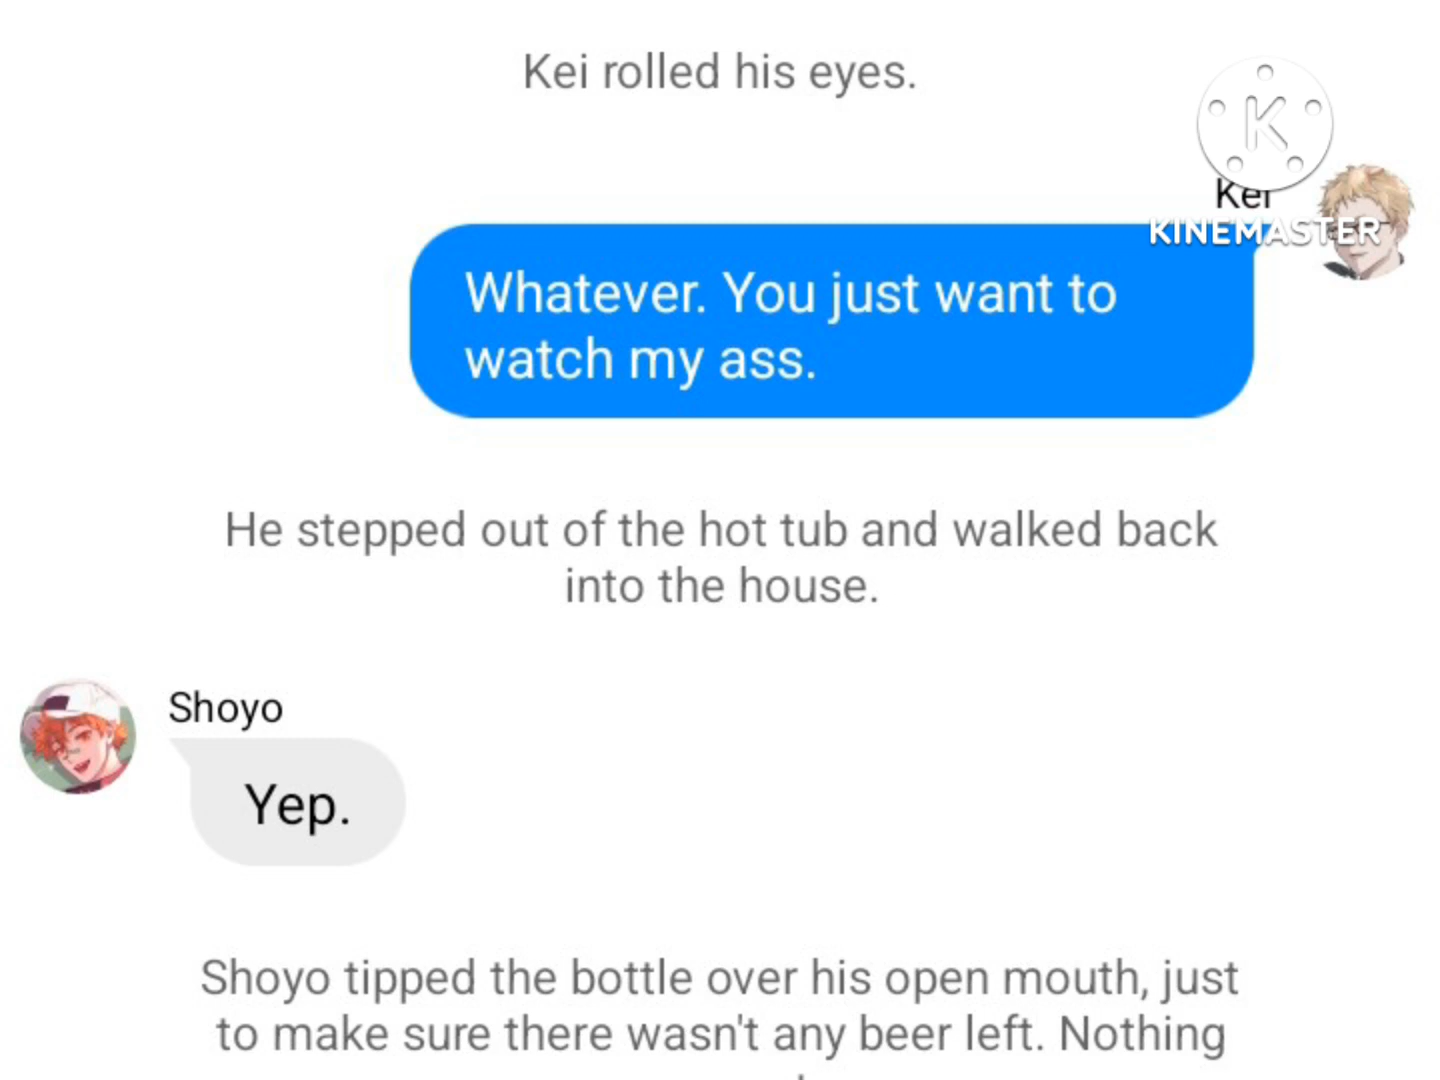 Kei rolled his eyes.
K
Kei
KINEMASTER
Whatever. You just want to
watch my ass.
He stepped out of the hot tub and walked back
into the house.
Shoyo
Yep.
Shoyo tipped the bottle over his open mouth, just
to make sure there wasn't any beer left. Nothing